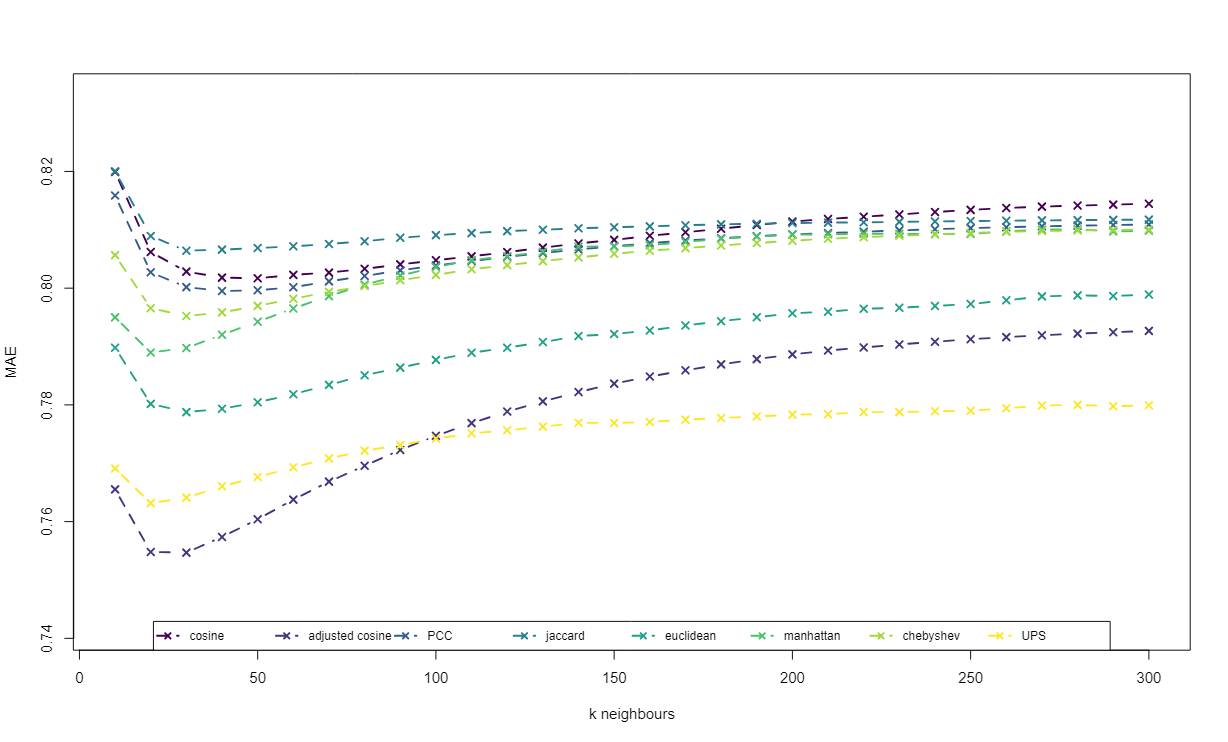 MAE
0.82
0.80
0.78
0.76
0.74
cosine adjusted cosine PCC jaccard euclidean manhattan chebyshev UPS
0 50 100 150 200 250 300
k neighbours